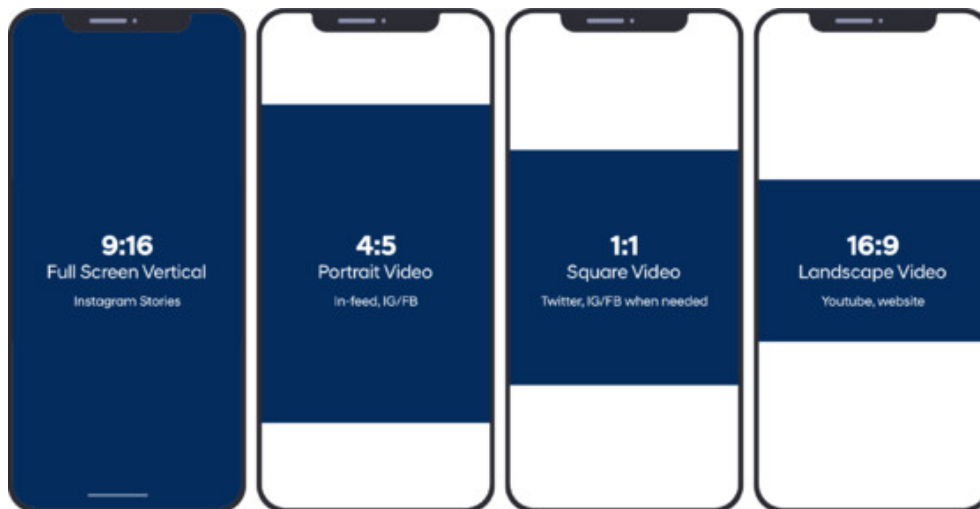 9:16
Full Screen Vertical
Instagram Stories
4:5
Portrait Video
In-feed, IG/FB
1:1
Square Video
Twitter, IG/FB when needed
16:9
Landscape Video
Youtube, website